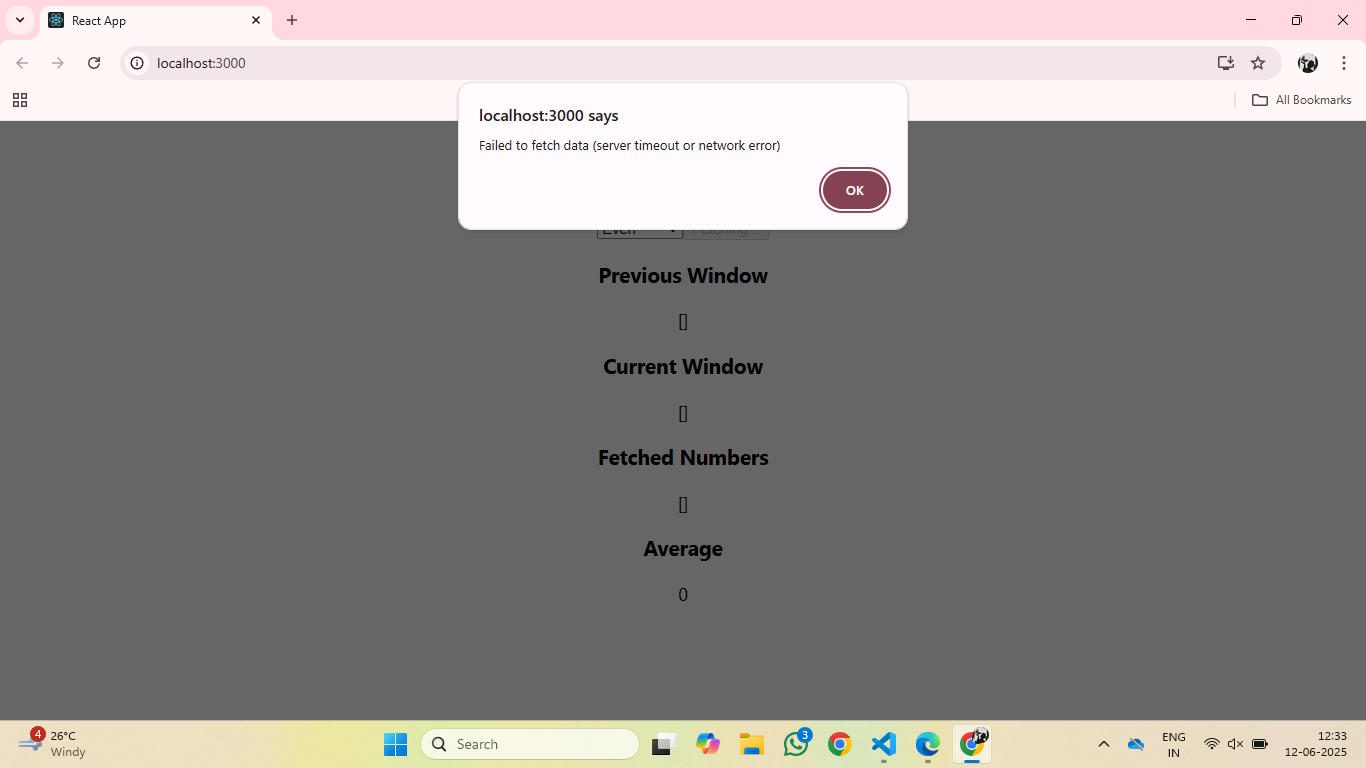 React App
localhost:3000
All Bookmarks
localhost:3000 says
Failed to fetch data (server timeout or network error)
OK
Even
Fetching...
Previous Window
[]
Current Window
[]
Fetched Numbers
[]
Average
0
4
26°C
Windy
Search
3
ENG
IN
12:33
12-06-2025